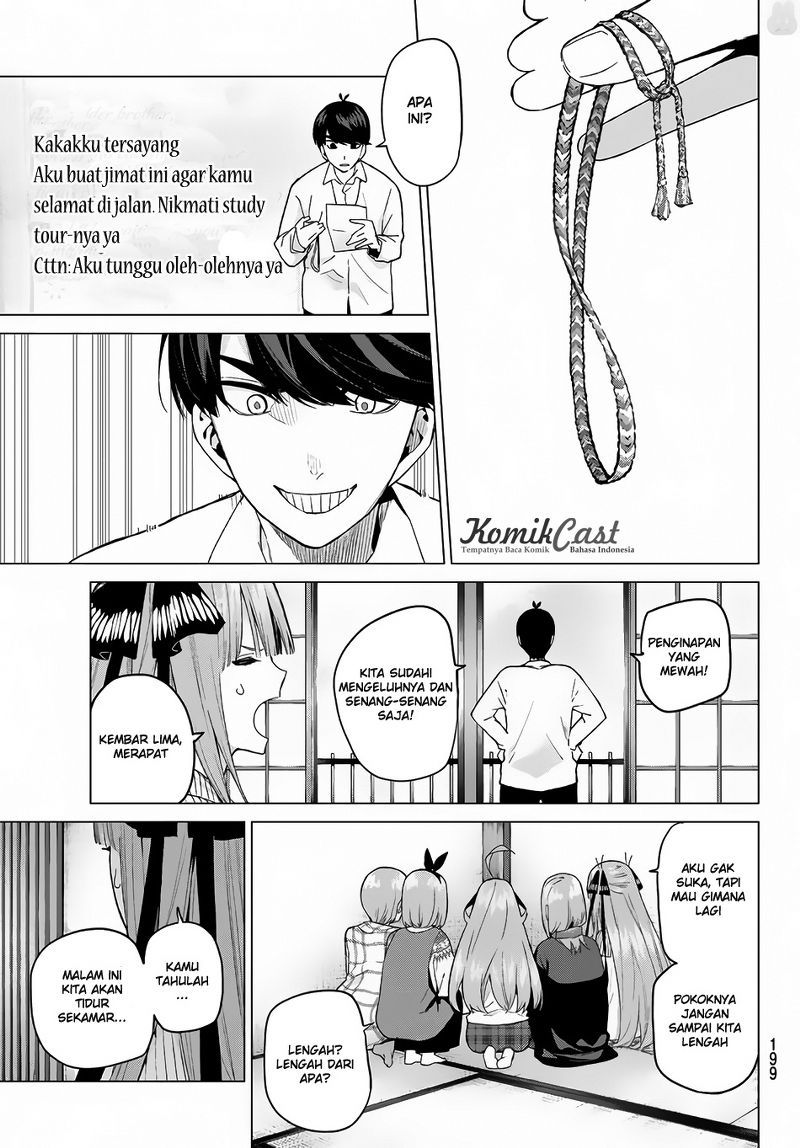 APA
INI?
Kakakku tersayang
Aku buat jimat ini agar kamu
selamat di jalan. Nikmati study
tour-nya ya
Cttn: Aku tunggu oleh-olehnya ya
KomikCast
Tempatnya Baca Komik Bahasa Indonesia
PENGINAPAN
YANG
MEWAH!
KITA SUDAHI
MENGELUHNYA DAN
SENANG-SENANG
SAJA!
KEMBAR LIMA,
MERAPAT
AKU GAK
SUKA, TAPI
MAU GIMANA
LAGI
POKOKNYA
JANGAN
SAMPAI KITA
LENGAH
LENGAH?
LENGAH DARI
APA?
KAMU
TAHULAH
...
MALAM INI
KITA AKAN
TIDUR
SEKAMAR...
199